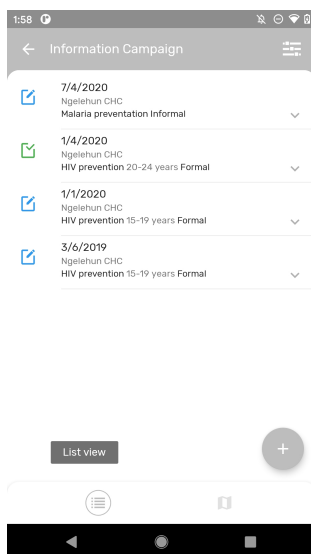 1:58
Information Campaign
7/4/2020
Ngelehun CHC
Malaria preventation Informal
1/4/2020
Ngelehun CHC
HIV prevention 20-24 years Formal
1/1/2020
Ngelehun CHC
HIV prevention 15-19 years Formal
3/6/2019
Ngelehun CHC
HIV prevention 15-19 years Formal
List view